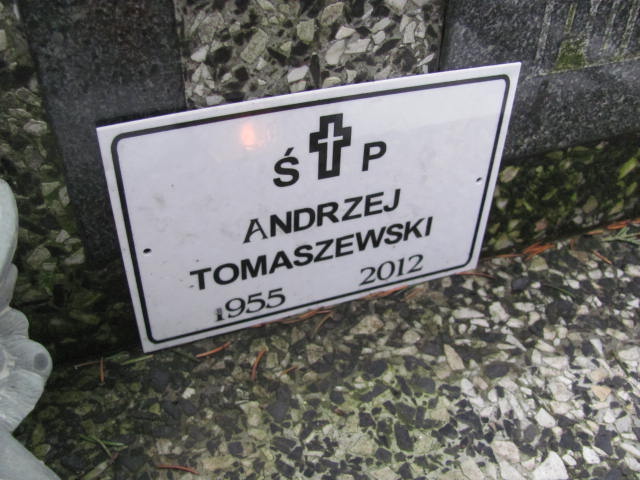 Ś P
ANDRZEJ
TOMASZEWSKI
1955 2012